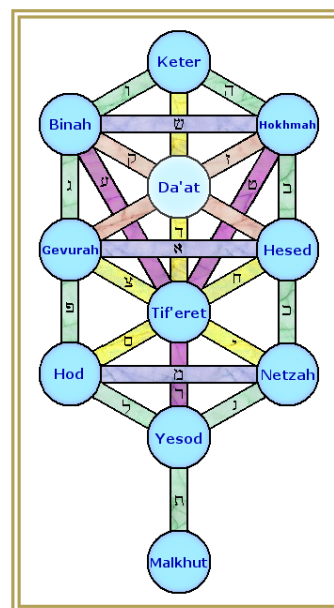 Keter
ו ה
Binah ש Hokhmah
ק ז
ג ע Da'at ט ב
ד
Gevurah א Hesed
צ ח
פ Tif'eret כ
ס י
Hod מ Netzah
ר
ל נ
Yesod
ת
Malkhut